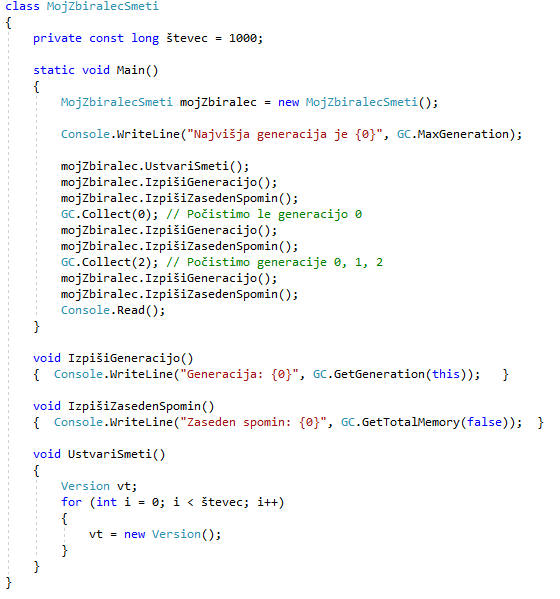 class MojZbiralecSmeti
{
private const long števec = 1000;
static void Main()
{
MojZbiralecSmeti mojZbiralec = new MojZbiralecSmeti();
Console.WriteLine("Najvišja generacija je {0}", GC.MaxGeneration);
mojZbiralec.UstvariSmeti();
mojZbiralec.IzpišiGeneracijo();
mojZbiralec.IzpišiZasedenSpomin();
GC.Collect(0); // Počistimo le generacijo 0
mojZbiralec.IzpišiGeneracijo();
mojZbiralec.IzpišiZasedenSpomin();
GC.Collect(2); // Počistimo generacije 0, 1, 2
mojZbiralec.IzpišiGeneracijo();
mojZbiralec.IzpišiZasedenSpomin();
Console.Read();
}
void IzpišiGeneracijo()
{ Console.WriteLine("Generacija: {0}", GC.GetGeneration(this)); }
void IzpišiZasedenSpomin()
{ Console.WriteLine("Zaseden spomin: {0}", GC.GetTotalMemory(false)); }
void UstvariSmeti()
{
Version vt;
for (int i = 0; i < števec; i++)
{
vt = new Version();
}
}
}